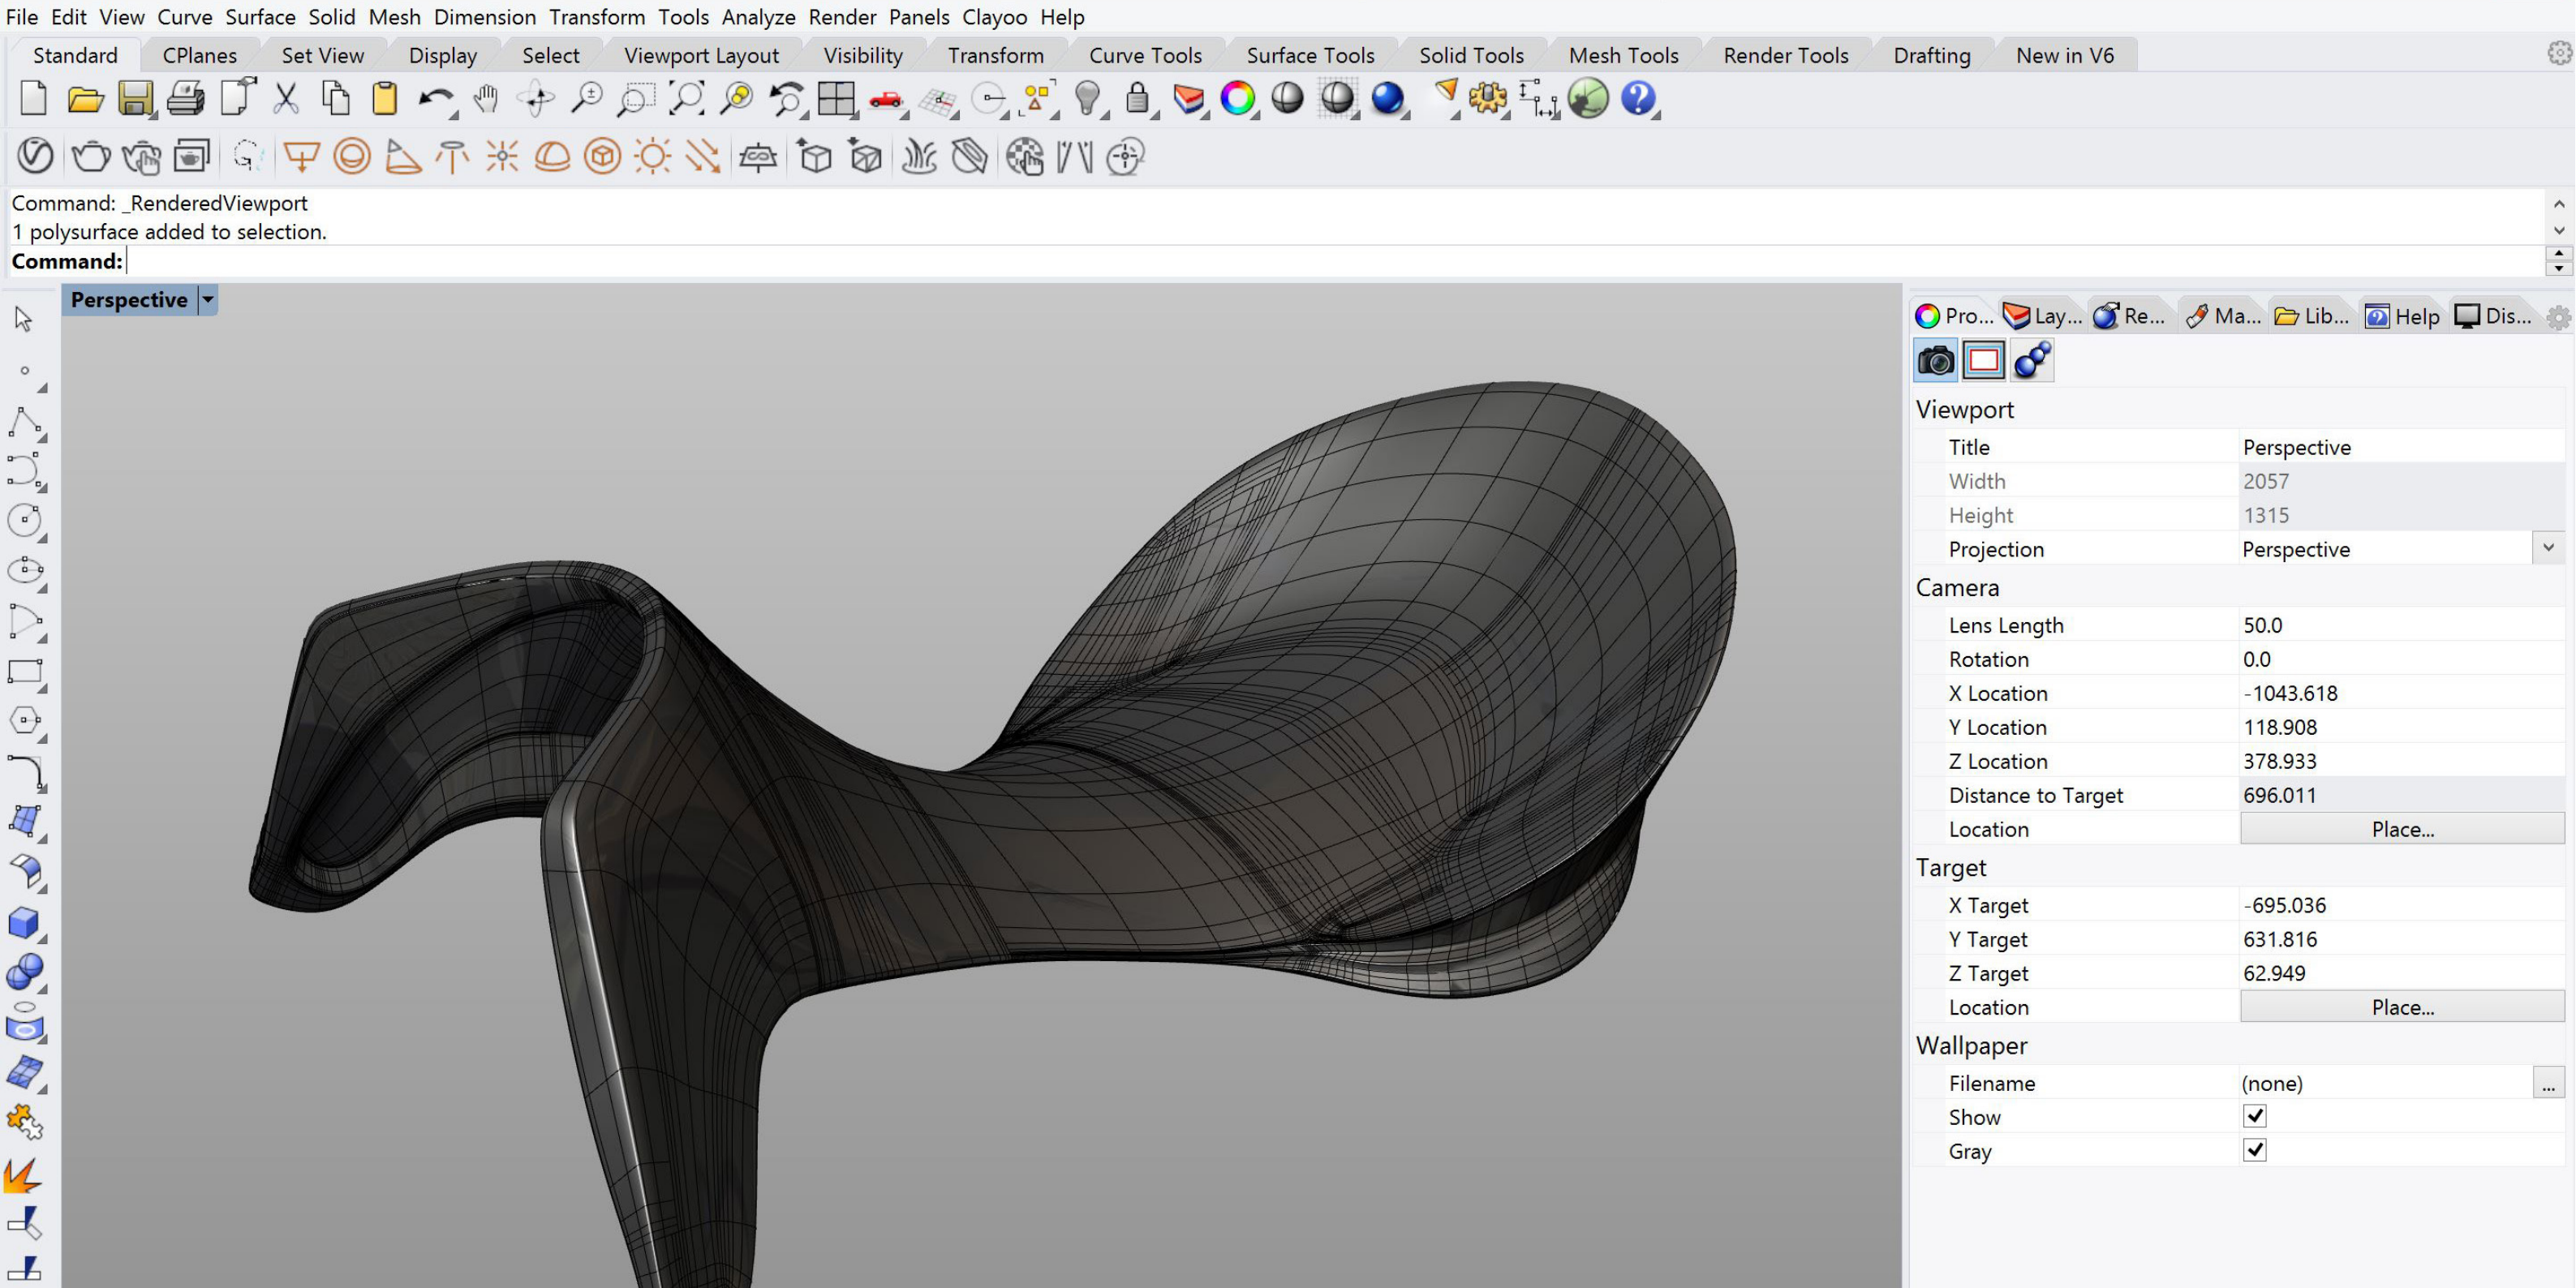 File Edit View Curve Surface Solid Mesh Dimension Transform Tools Analyze Render Panels Clayoo Help
Standard CPlanes Set View Display Select Viewport Layout Visibility Transform Curve Tools Surface Tools Solid Tools Mesh Tools Render Tools Drafting New in V6
Command: _RenderedViewport
1 polysurface added to selection.
Command:
Perspective
Pro... Lay... Re... Ma... Lib... Help Dis...
Viewport
Title Perspective
Width 2057
Height 1315
Projection Perspective
Camera
Lens Length 50.0
Rotation 0.0
X Location -1043.618
Y Location 118.908
Z Location 378.933
Distance to Target 696.011
Location Place...
Target
X Target -695.036
Y Target 631.816
Z Target 62.949
Location Place...
Wallpaper
Filename (none) ...
Show
Gray